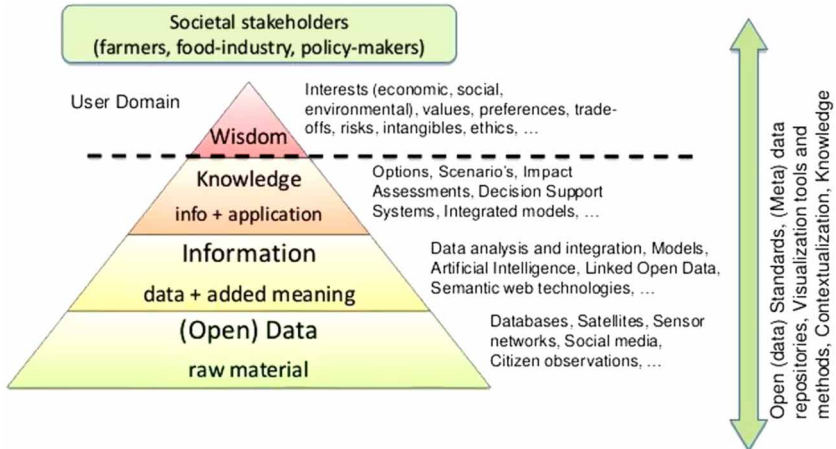 Societal stakeholders
(farmers, food-industry, policy-makers)
User Domain
Interests (economic, social,
environmental), values, preferences, trade-
offs, risks, intangibles, ethics, ...
Wisdom
Knowledge
info + application
Options, Scenario's, Impact
Assessments, Decision Support
Systems, Integrated models, ...
Information
data + added meaning
Data analysis and integration, Models,
Artificial Intelligence, Linked Open Data,
Semantic web technologies, ...
(Open) Data
raw material
Databases, Satellites, Sensor
networks, Social media,
Citizen observations, ...
Open (data) Standards, (Meta) data
repositories, Visualization tools and
methods, Contextualization, Knowledge